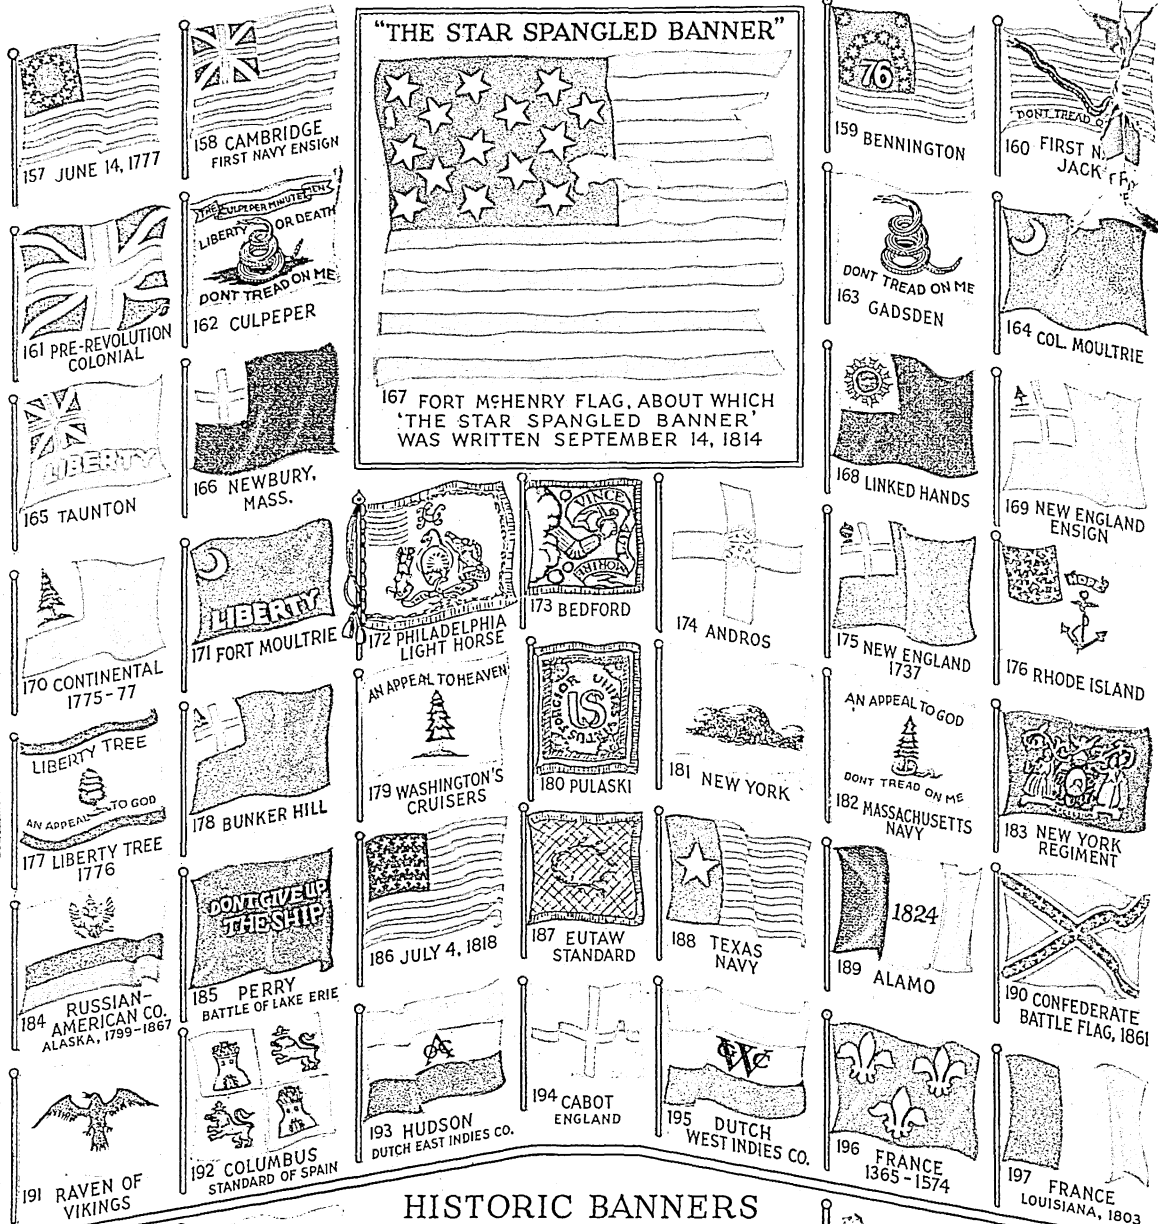 "THE STAR SPANGLED BANNER"
157 JUNE 14, 1777
158 CAMBRIDGE
FIRST NAVY ENSIGN
76
159 BENNINGTON
DONT TREAD O
160 FIRST N
JACK
161 PRE-REVOLUTION
COLONIAL
THE CULPEPER MINUTE MEN
LIBERTY OR DEATH
DONT TREAD ON ME
162 CULPEPER
167 FORT McHENRY FLAG, ABOUT WHICH
'THE STAR SPANGLED BANNER'
WAS WRITTEN SEPTEMBER 14, 1814
DONT TREAD ON ME
163 GADSDEN
164 COL. MOULTRIE
LIBERTY
165 TAUNTON
166 NEWBURY,
MASS.
168 LINKED HANDS
169 NEW ENGLAND
ENSIGN
170 CONTINENTAL
1775-77
LIBERTY
171 FORT MOULTRIE
172 PHILADELPHIA
LIGHT HORSE
VINCE
173 BEDFORD
174 ANDROS
175 NEW ENGLAND
1737
HOPE
176 RHODE ISLAND
LIBERTY TREE
AN APPEAL TO GOD
177 LIBERTY TREE
1776
178 BUNKER HILL
AN APPEAL TO HEAVEN
179 WASHINGTON'S
CRUISERS
US
180 PULASKI
181 NEW YORK
AN APPEAL TO GOD
DONT TREAD ON ME
182 MASSACHUSETTS
NAVY
183 NEW YORK
REGIMENT
184 RUSSIAN-
AMERICAN CO.
ALASKA, 1799-1867
DONT GIVE UP
THE SHIP
185 PERRY
BATTLE OF LAKE ERIE
186 JULY 4, 1818
187 EUTAW
STANDARD
188 TEXAS
NAVY
1824
189 ALAMO
190 CONFEDERATE
BATTLE FLAG, 1861
191 RAVEN OF
VIKINGS
192 COLUMBUS
STANDARD OF SPAIN
193 HUDSON
DUTCH EAST INDIES CO.
194 CABOT
ENGLAND
195 DUTCH
WEST INDIES CO.
196 FRANCE
1365-1574
197 FRANCE
LOUISIANA, 1803
HISTORIC BANNERS